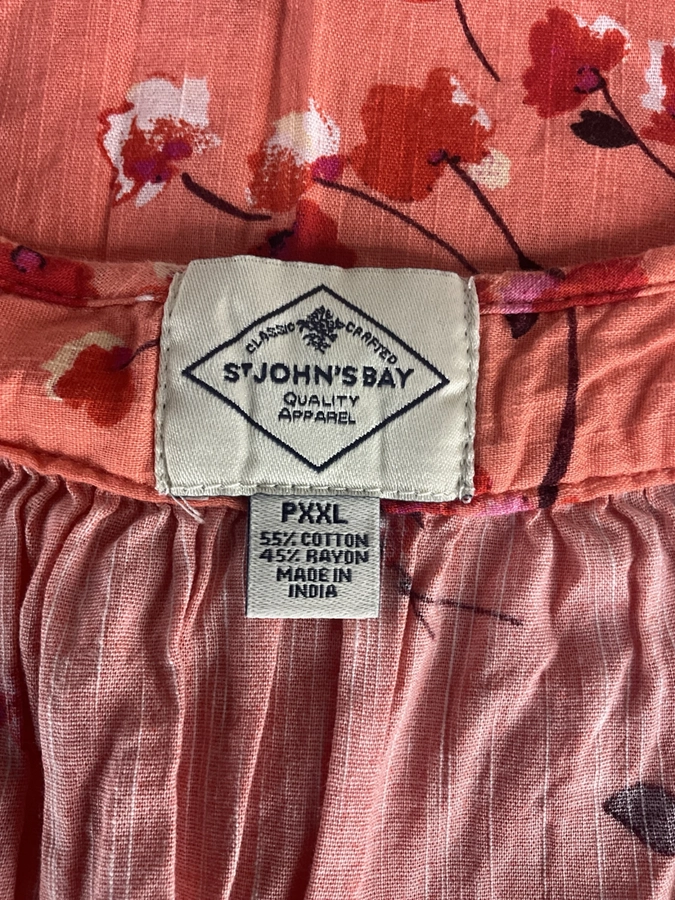 CLASSIC CRAFTED
ST JOHN'S BAY
QUALITY
APPAREL
PXXL
55% COTTON
45% RAYON
MADE IN
INDIA